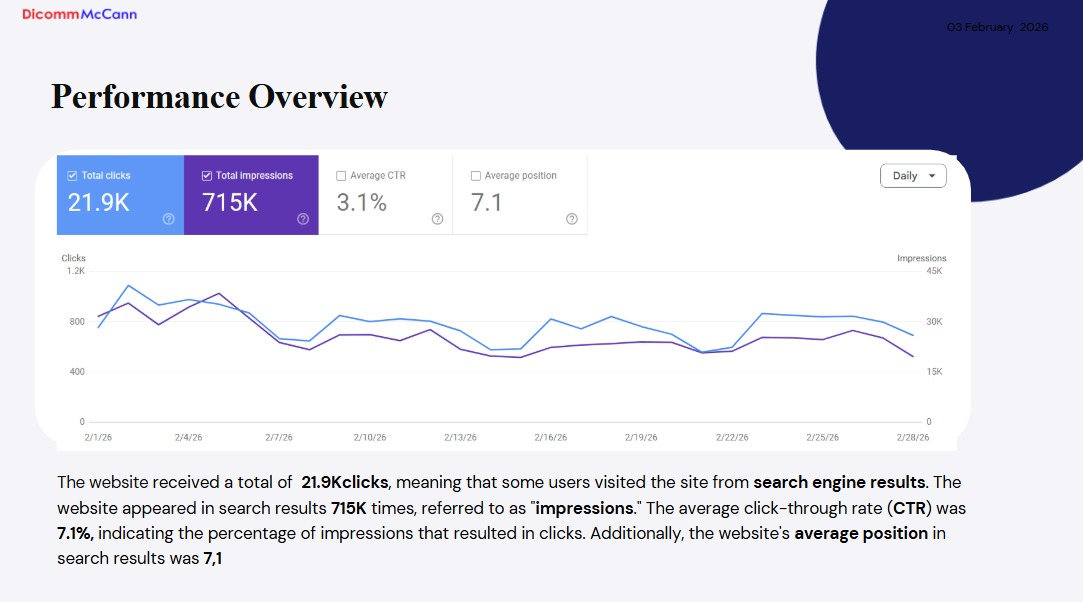 DicommMcCann
03 February 2026
Performance Overview
Total clicks
21.9K
Total impressions
715K
Average CTR
3.1%
Average position
7.1
Daily
Clicks
Impressions
1.2K
45K
800
30K
400
15K
0
0
2/1/26 2/4/26 2/7/26 2/10/26 2/13/26 2/16/26 2/19/26 2/22/26 2/25/26 2/28/26
The website received a total of 21.9Kclicks, meaning that some users visited the site from search engine results. The
website appeared in search results 715K times, referred to as "impressions." The average click-through rate (CTR) was
7.1%, indicating the percentage of impressions that resulted in clicks. Additionally, the website's average position in
search results was 7,1